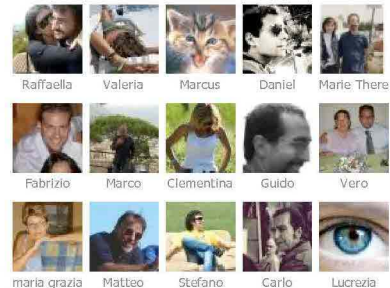 Raffaella Valeria Marcus Daniel Marie There
Fabrizio Marco Clementina Guido Vero
maria grazia Matteo Stefano Carlo Lucrezia